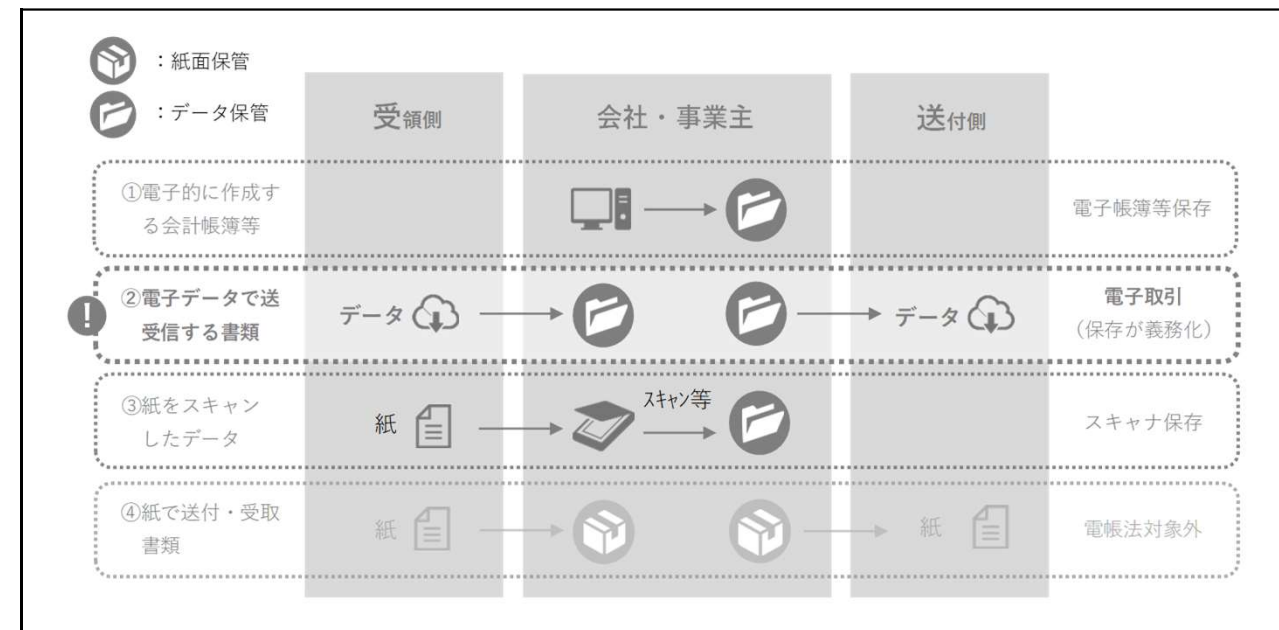 ：紙面保管
：データ保管
受領側
会社・事業主
送付側
①電子的に作成す
る会計帳簿等
電子帳簿等保存
!
②電子データで送
受信する書類
データ
データ
電子取引
（保存が義務化）
③紙をスキャン
したデータ
紙
スキャン等
スキャナ保存
④紙で送付・受取
書類
紙
紙
電帳法対象外